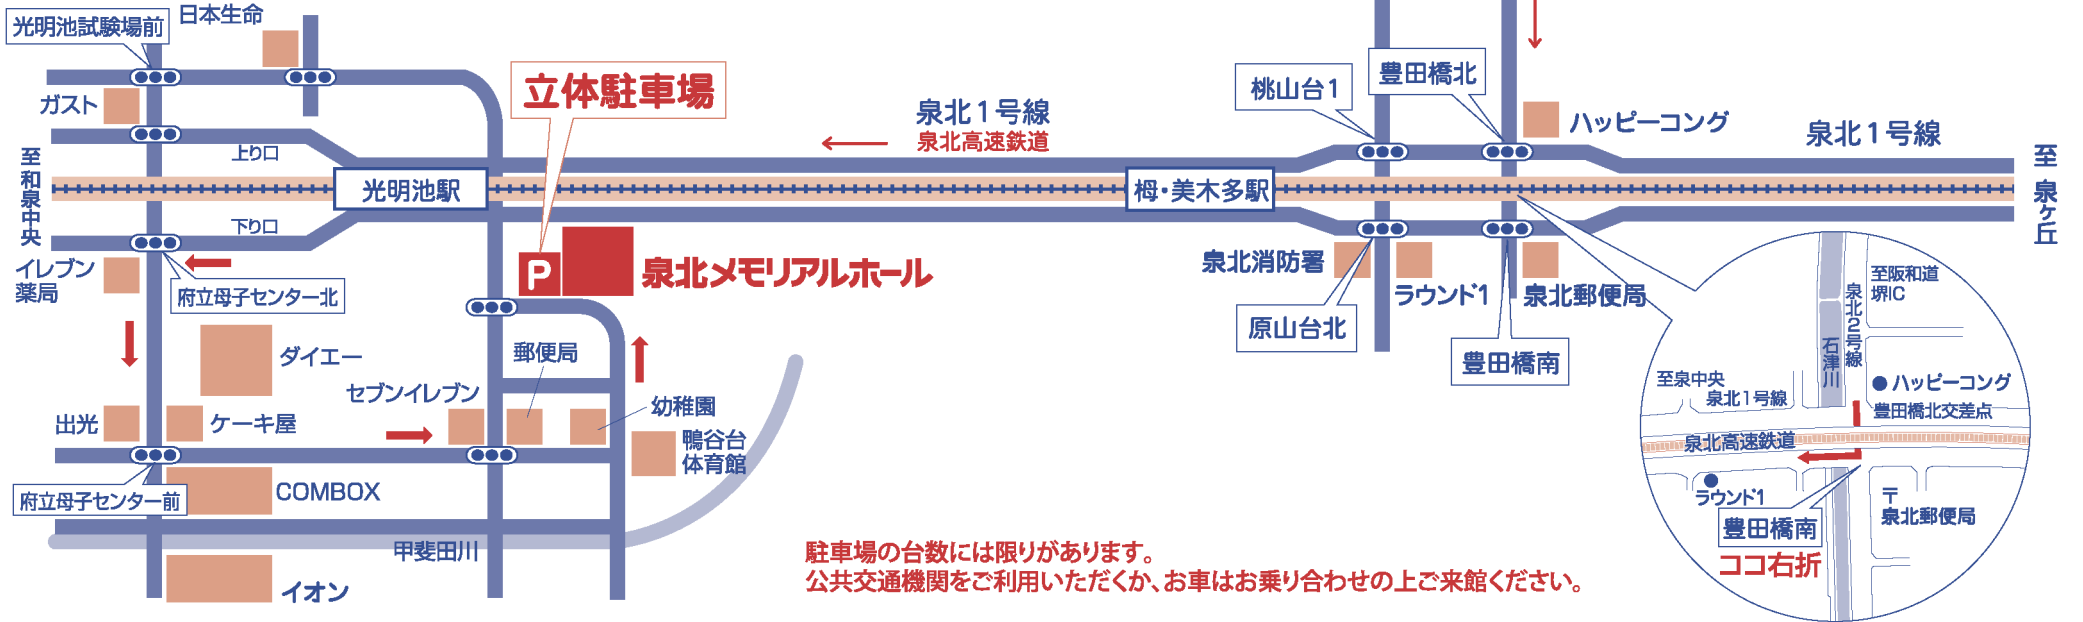 光明池試験場前
日本生命
ガスト
上り口
至和泉中央
光明池駅
下り口
イレブン
薬局
府立母子センター北
立体駐車場
P
泉北メモリアルホール
泉北1号線
泉北高速鉄道
栂・美木多駅
桃山台1
豊田橋北
ハッピーコング
泉北1号線
至 泉ヶ丘
泉北消防署
ラウンド1
泉北郵便局
原山台北
豊田橋南
ダイエー
郵便局
セブンイレブン
幼稚園
出光
ケーキ屋
鴨谷台
体育館
COMBOX
府立母子センター前
甲斐田川
イオン
駐車場の台数には限りがあります。
公共交通機関をご利用いただくか、お車はお乗り合わせの上ご来館ください。
至阪和道
堺IC
泉北2号線
石津川
至泉中央
泉北1号線
ハッピーコング
豊田橋北交差点
泉北高速鉄道
ラウンド1
豊田橋南
〒
泉北郵便局
ココ右折